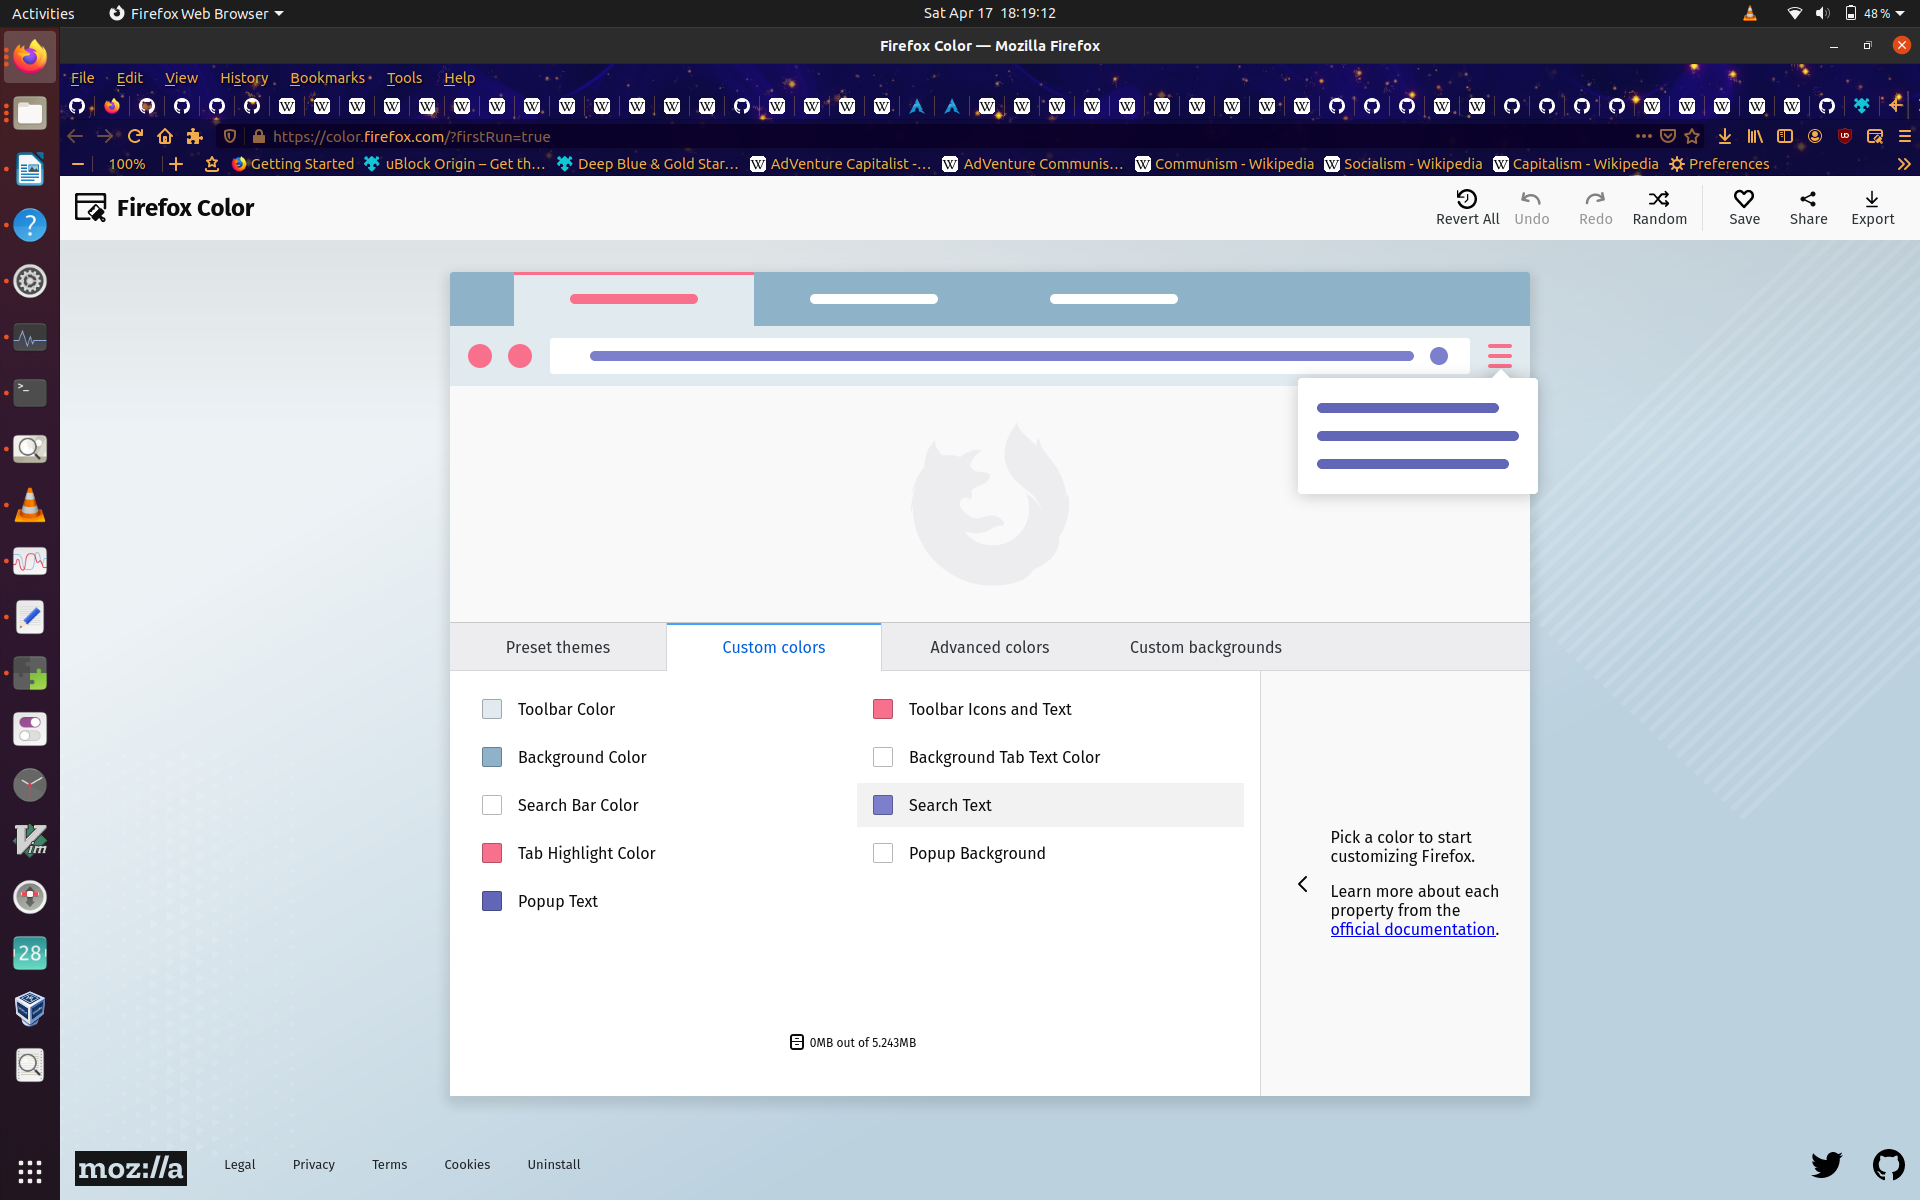 Activities
Firefox Web Browser
Sat Apr 17 18:19:12
48 %
Firefox Color — Mozilla Firefox
File Edit View History Bookmarks Tools Help
https://color.firefox.com/?firstRun=true
100%
Getting Started
uBlock Origin – Get th…
Deep Blue & Gold Star…
AdVenture Capitalist -…
AdVenture Communis…
Communism - Wikipedia
Socialism - Wikipedia
Capitalism - Wikipedia
Preferences
Firefox Color
Revert All
Undo
Redo
Random
Save
Share
Export
Preset themes
Custom colors
Advanced colors
Custom backgrounds
Toolbar Color
Toolbar Icons and Text
Background Color
Background Tab Text Color
Search Bar Color
Search Text
Tab Highlight Color
Popup Background
Popup Text
Pick a color to start
customizing Firefox.
Learn more about each
property from the
official documentation.
0MB out of 5.243MB
28
moz://a
Legal
Privacy
Terms
Cookies
Uninstall